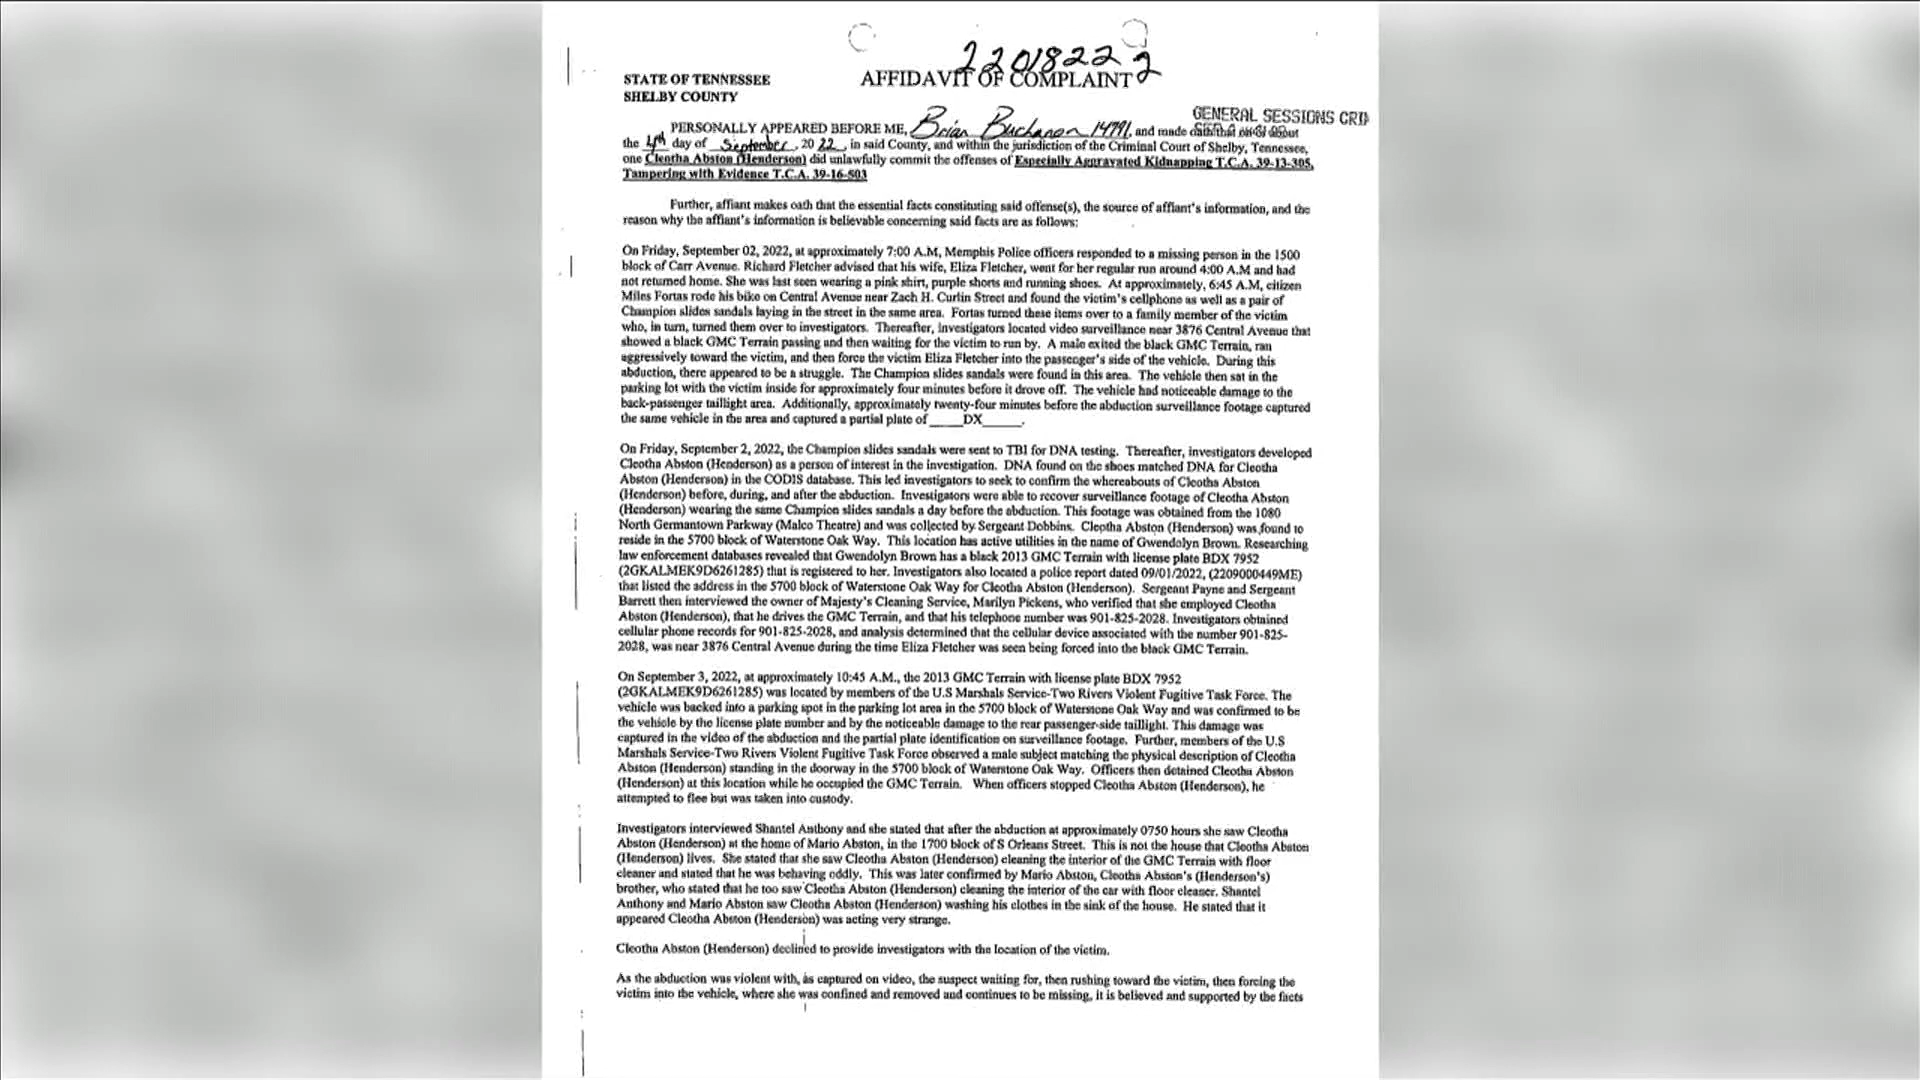 22018222
STATE OF TENNESSEE
SHELBY COUNTY
AFFIDAVIT OF COMPLAINT
GENERAL SESSIONS CRIM
PERSONALLY APPEARED BEFORE ME, Brian Buchanan 14791, and made
the 4th day of September, 2022, in said County, and within the jurisdiction of the Criminal Court of Shelby, Tennessee,
one Cleotha Abston (Henderson) did unlawfully commit the offenses of Especially Aggravated Kidnapping T.C.A. 39-13-305,
Tampering with Evidence T.C.A. 39-16-503
Further, affiant makes oath that the essential facts constituting said offense(s), the source of affiant's information, and the
reason why the affiant's information is believable concerning said facts are as follows:
On Friday, September 02, 2022, at approximately 7:00 A.M, Memphis Police officers responded to a missing person in the 1500
block of Carr Avenue. Richard Fletcher advised that his wife, Eliza Fletcher, went for her regular run around 4:00 A.M and had
not returned home. She was last seen wearing a pink shirt, purple shorts and running shoes. At approximately, 6:45 A.M, citizen
Miles Fortas rode his bike on Central Avenue near Zach H. Curtin Street and found the victim's cellphone as well as a pair of
Champion slides sandals laying in the street in the same area. Fortas turned these items over to a family member of the victim
who, in turn, turned them over to investigators. Thereafter, investigators located video surveillance near 3876 Central Avenue that
showed a black GMC Terrain passing and then waiting for the victim to run by. A male exited the black GMC Terrain, ran
aggressively toward the victim, and then force the victim Eliza Fletcher into the passenger's side of the vehicle. During this
abduction, there appeared to be a struggle. The Champion slides sandals were found in this area. The vehicle then sat in the
parking lot with the victim inside for approximately four minutes before it drove off. The vehicle had noticeable damage to the
back-passenger taillight area. Additionally, approximately twenty-four minutes before the abduction surveillance footage captured
the same vehicle in the area and captured a partial plate of _____DX______.
On Friday, September 2, 2022, the Champion slides sandals were sent to TBI for DNA testing. Thereafter, investigators developed
Cleotha Abston (Henderson) as a person of interest in the investigation. DNA found on the shoes matched DNA for Cleotha
Abston (Henderson) in the CODIS database. This led investigators to seek to confirm the whereabouts of Cleotha Abston
(Henderson) before, during, and after the abduction. Investigators were able to recover surveillance footage of Cleotha Abston
(Henderson) wearing the same Champion slides sandals a day before the abduction. This footage was obtained from the 1080
North Germantown Parkway (Malco Theatre) and was collected by Sergeant Dobbins. Cleotha Abston (Henderson) was found to
reside in the 5700 block of Waterstone Oak Way. This location has active utilities in the name of Gwendolyn Brown. Researching
law enforcement databases revealed that Gwendolyn Brown has a black 2013 GMC Terrain with license plate BDX 7952
(2GKALMEK9D6261285) that is registered to her. Investigators also located a police report dated 09/01/2022, (2209000449ME)
that listed the address in the 5700 block of Waterstone Oak Way for Cleotha Abston (Henderson). Sergeant Payne and Sergeant
Barrett then interviewed the owner of Majesty's Cleaning Service, Marilyn Pickens, who verified that she employed Cleotha
Abston (Henderson), that he drives the GMC Terrain, and that his telephone number was 901-825-2028. Investigators obtained
cellular phone records for 901-825-2028, and analysis determined that the cellular device associated with the number 901-825-
2028, was near 3876 Central Avenue during the time Eliza Fletcher was seen being forced into the black GMC Terrain.
On September 3, 2022, at approximately 10:45 A.M., the 2013 GMC Terrain with license plate BDX 7952
(2GKALMEK9D6261285) was located by members of the U.S Marshals Service-Two Rivers Violent Fugitive Task Force. The
vehicle was backed into a parking spot in the parking lot area in the 5700 block of Waterstone Oak Way and was confirmed to be
the vehicle by the license plate number and by the noticeable damage to the rear passenger-side taillight. This damage was
captured in the video of the abduction and the partial plate identification on surveillance footage. Further, members of the U.S
Marshals Service-Two Rivers Violent Fugitive Task Force observed a male subject matching the physical description of Cleotha
Abston (Henderson) standing in the doorway in the 5700 block of Waterstone Oak Way. Officers then detained Cleotha Abston
(Henderson) at this location while he occupied the GMC Terrain. When officers stopped Cleotha Abston (Henderson), he
attempted to flee but was taken into custody.
Investigators interviewed Shantel Anthony and she stated that after the abduction at approximately 0750 hours she saw Cleotha
Abston (Henderson) at the home of Mario Abston, in the 1700 block of S Orleans Street. This is not the house that Cleotha Abston
(Henderson) lives. She stated that she saw Cleotha Abston (Henderson) cleaning the interior of the GMC Terrain with floor
cleaner and stated that he was behaving oddly. This was later confirmed by Mario Abston, Cleotha Abston's (Henderson's)
brother, who stated that he too saw Cleotha Abston (Henderson) cleaning the interior of the car with floor cleaner. Shantel
Anthony and Mario Abston saw Cleotha Abston (Henderson) washing his clothes in the sink of the house. He stated that it
appeared Cleotha Abston (Henderson) was acting very strange.
Cleotha Abston (Henderson) declined to provide investigators with the location of the victim.
As the abduction was violent with, as captured on video, the suspect waiting for, then rushing toward the victim, then forcing the
victim into the vehicle, where she was confined and removed and continues to be missing, it is believed and supported by the facts